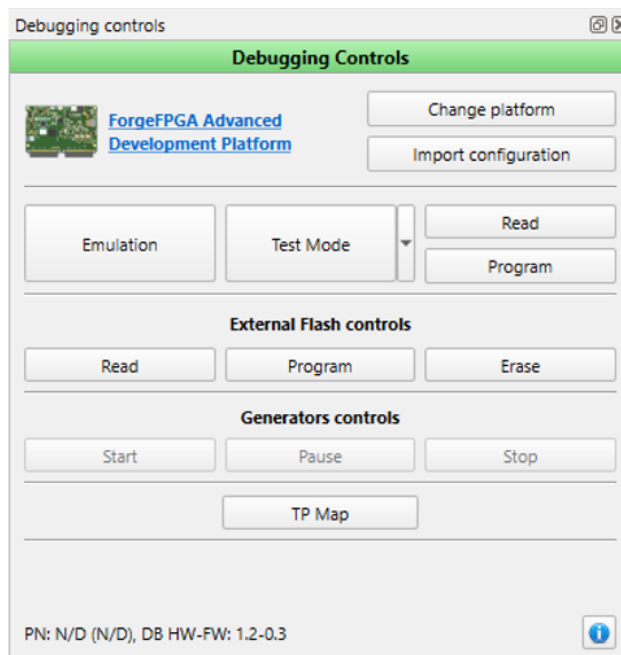 Debugging controls
Debugging Controls
ForgeFPGA Advanced
Development Platform
Change platform
Import configuration
Emulation
Test Mode
Read
Program
External Flash controls
Read
Program
Erase
Generators controls
Start
Pause
Stop
TP Map
PN: N/D (N/D), DB HW-FW: 1.2-0.3